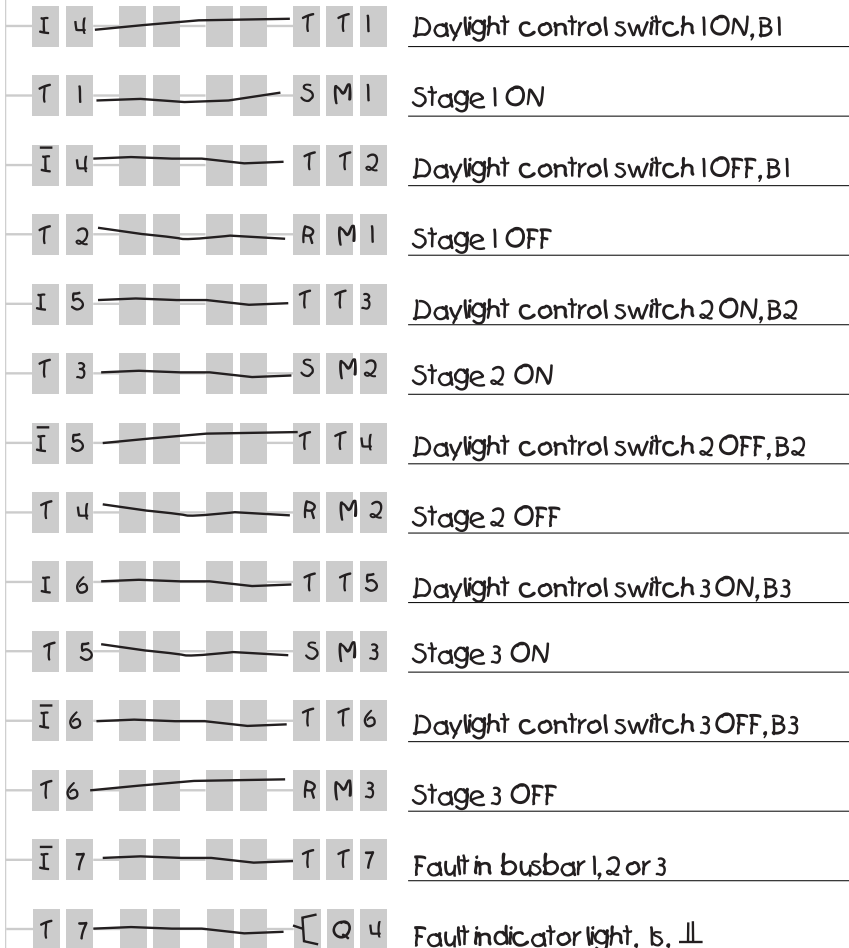 I 4 T T 1 Daylight control switch 1 ON, B1
T 1 S M 1 Stage 1 ON
Ī 4 T T 2 Daylight control switch 1 OFF, B1
T 2 R M 1 Stage 1 OFF
I 5 T T 3 Daylight control switch 2 ON, B2
T 3 S M 2 Stage 2 ON
Ī 5 T T 4 Daylight control switch 2 OFF, B2
T 4 R M 2 Stage 2 OFF
I 6 T T 5 Daylight control switch 3 ON, B3
T 5 S M 3 Stage 3 ON
Ī 6 T T 6 Daylight control switch 3 OFF, B3
T 6 R M 3 Stage 3 OFF
Ī 7 T T 7 Fault in busbar 1, 2 or 3
T 7 [ Q 4 Fault indicator light, 1s, ⊥⊥